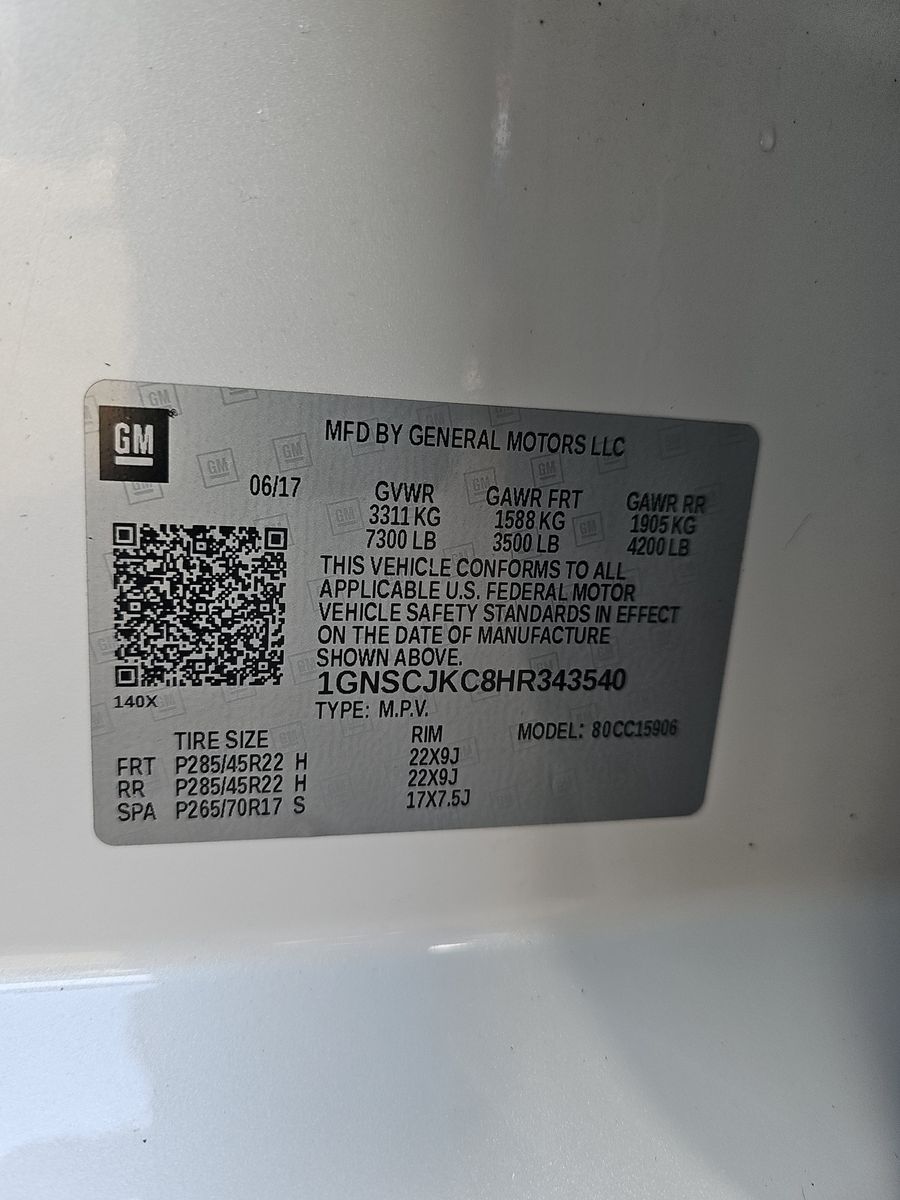 GM
MFD BY GENERAL MOTORS LLC
06/17 GVWR GAWR FRT GAWR RR
3311 KG 1588 KG 1905 KG
7300 LB 3500 LB 4200 LB
THIS VEHICLE CONFORMS TO ALL
APPLICABLE U.S. FEDERAL MOTOR
VEHICLE SAFETY STANDARDS IN EFFECT
ON THE DATE OF MANUFACTURE
SHOWN ABOVE.
1GNSCJKC8HR343540
140X
TYPE: M.P.V. MODEL: 80CC15906
TIRE SIZE RIM
FRT P285/45R22 H 22X9J
RR P285/45R22 H 22X9J
SPA P265/70R17 S 17X7.5J